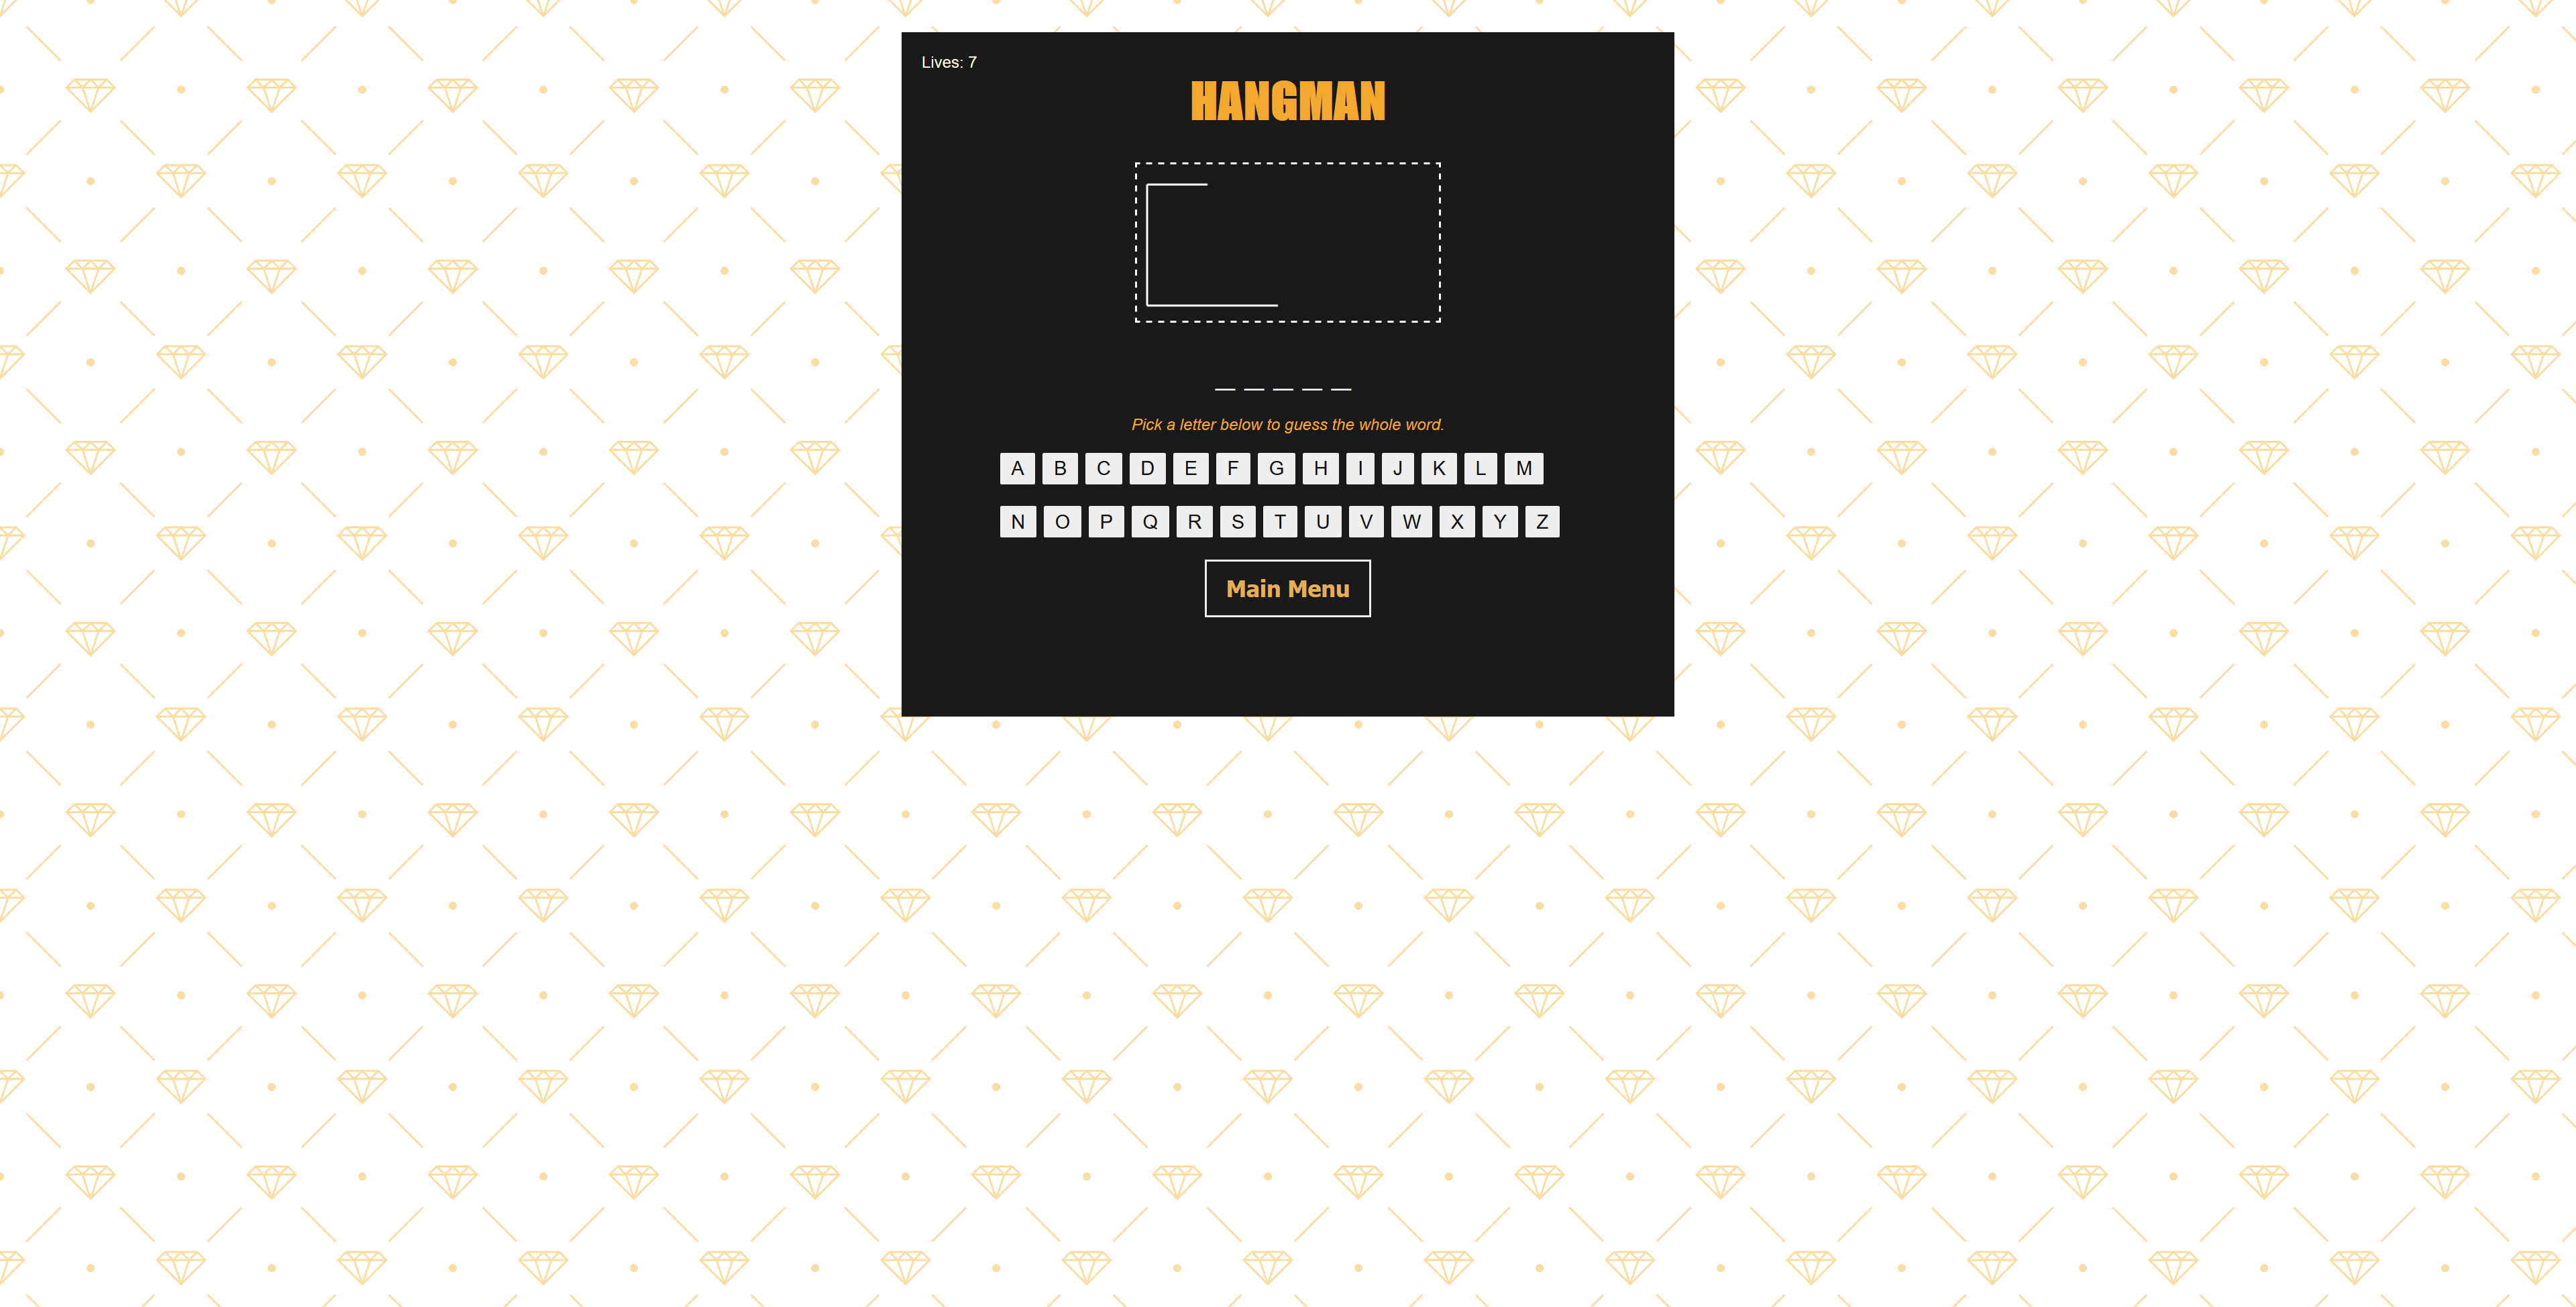 Lives: 7
HANGMAN
_ _ _ _ _
Pick a letter below to guess the whole word.
A B C D E F G H I J K L M
N O P Q R S T U V W X Y Z
Main Menu